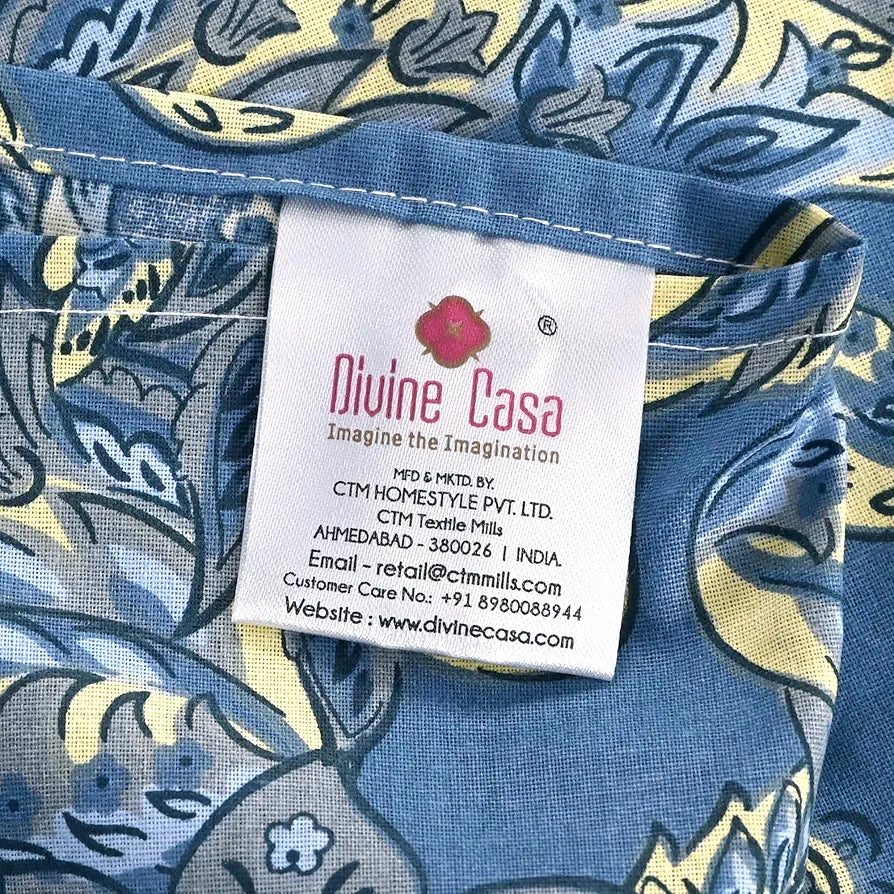 ®
Divine Casa
Imagine the Imagination
MFD & MKTD. BY.
CTM HOMESTYLE PVT. LTD.
CTM Textile Mills
AHMEDABAD - 380026 | INDIA.
Email - retail@ctmmills.com
Customer Care No.: +91 8980088944
Website : www.divinecasa.com